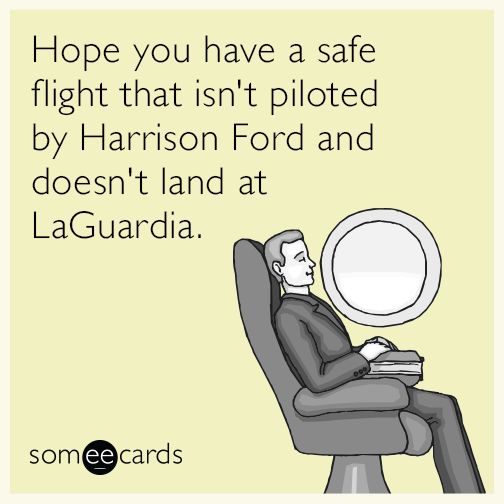 Hope you have a safe
flight that isn't piloted
by Harrison Ford and
doesn't land at
LaGuardia.
someecards